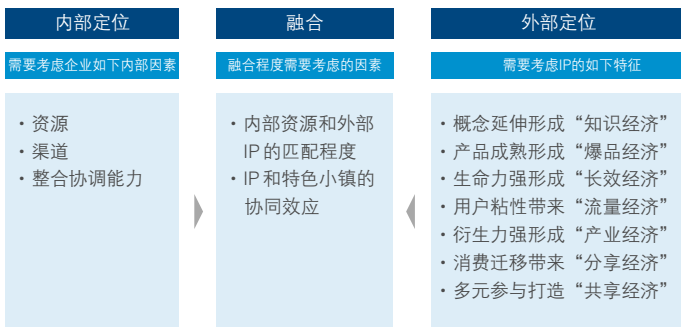 内部定位
需要考虑企业如下内部因素
・资源
・渠道
・整合协调能力
融合
融合程度需要考虑的因素
・内部资源和外部
IP的匹配程度
・IP和特色小镇的
协同效应
外部定位
需要考虑IP的如下特征
・概念延伸形成“知识经济”
・产品成熟形成“爆品经济”
・生命力强形成“长效经济”
・用户粘性带来“流量经济”
・衍生力强形成“产业经济”
・消费迁移带来“分享经济”
・多元参与打造“共享经济”